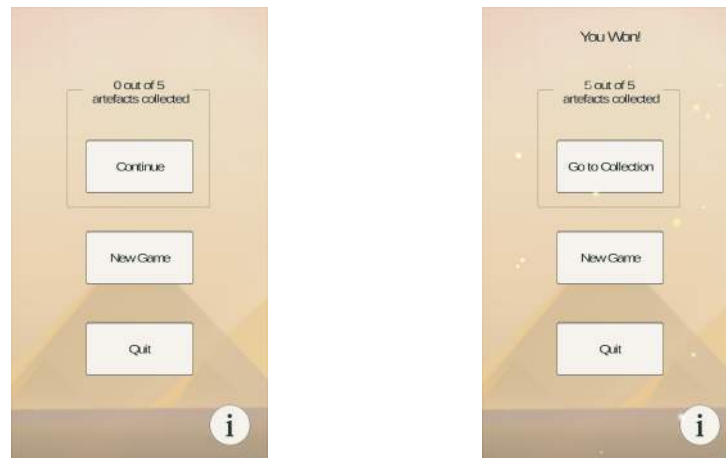 0 out of 5
artefacts collected
Continue
New Game
Quit
i
You Won!
5 out of 5
artefacts collected
Go to Collection
New Game
Quit
i